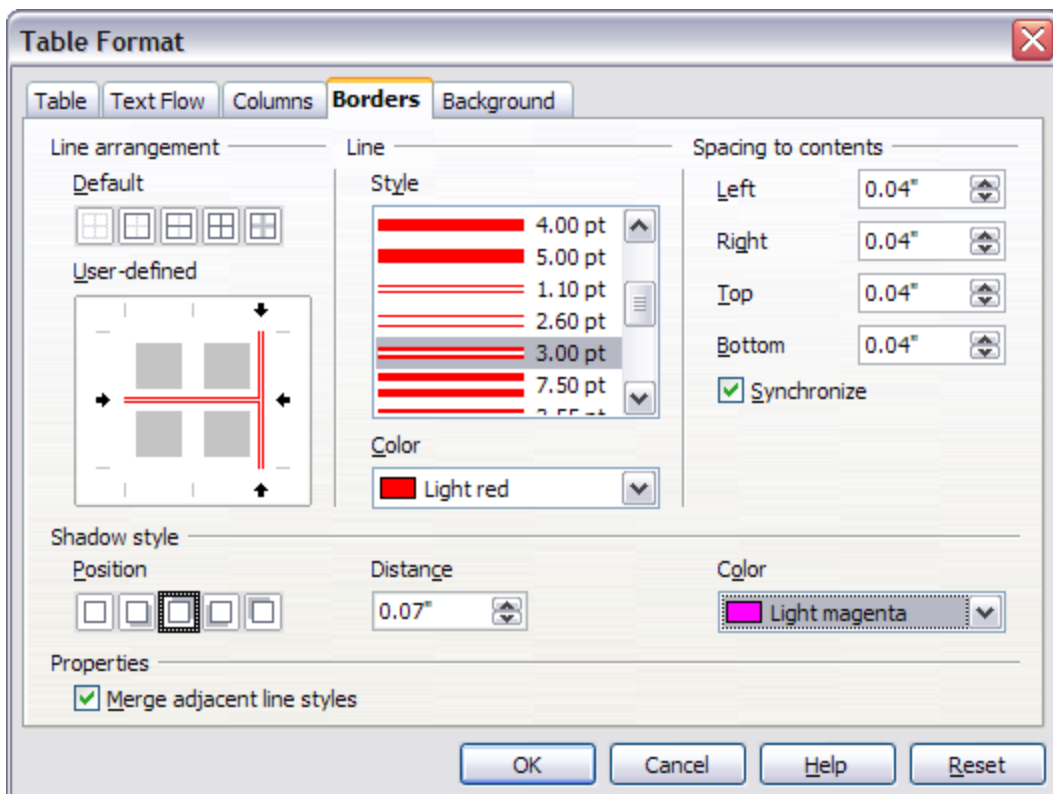 Table Format
Table Text Flow Columns Borders Background
Line arrangement Line Spacing to contents
Default Style Left 0.04"
4.00 pt
5.00 pt Right 0.04"
User-defined 1.10 pt
2.60 pt Top 0.04"
3.00 pt Bottom 0.04"
7.50 pt Synchronize
Color
Light red
Shadow style
Position Distance Color
0.07" Light magenta
Properties
Merge adjacent line styles
OK Cancel Help Reset